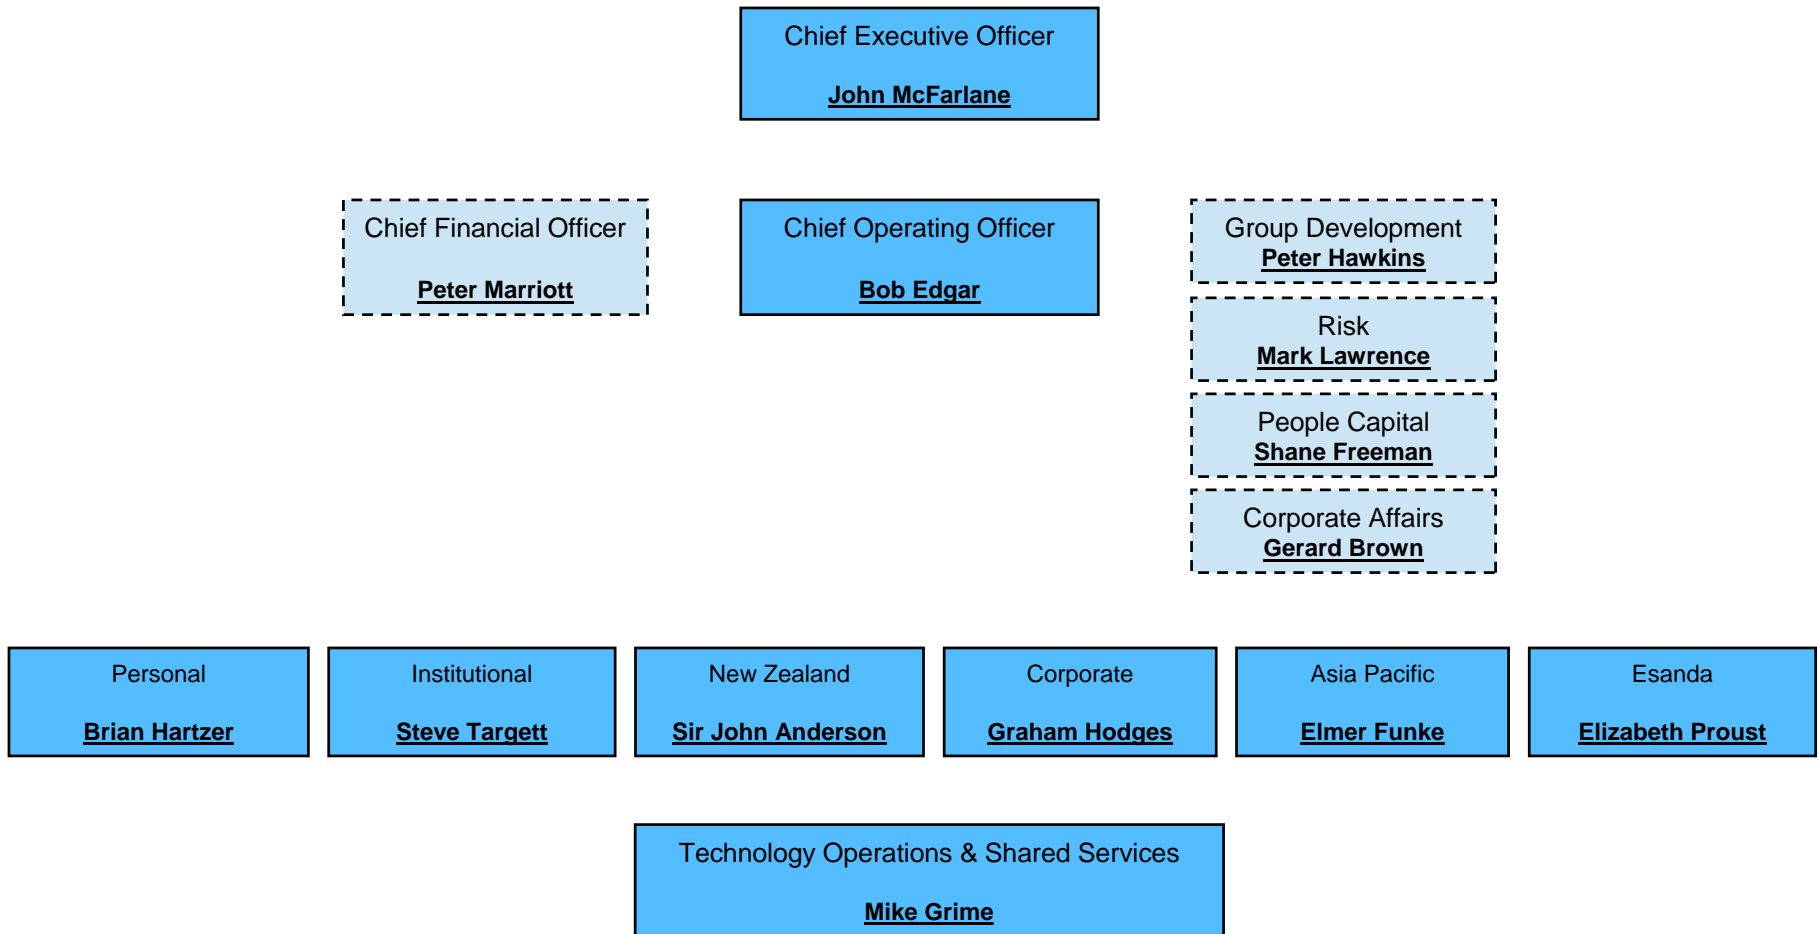 Chief Executive Officer
John McFarlane
Chief Financial Officer
Peter Marriott
Chief Operating Officer
Bob Edgar
Group Development
Peter Hawkins
Risk
Mark Lawrence
People Capital
Shane Freeman
Corporate Affairs
Gerard Brown
Personal
Brian Hartzer
Institutional
Steve Targett
New Zealand
Sir John Anderson
Corporate
Graham Hodges
Asia Pacific
Elmer Funke
Esanda
Elizabeth Proust
Technology Operations & Shared Services
Mike Grime